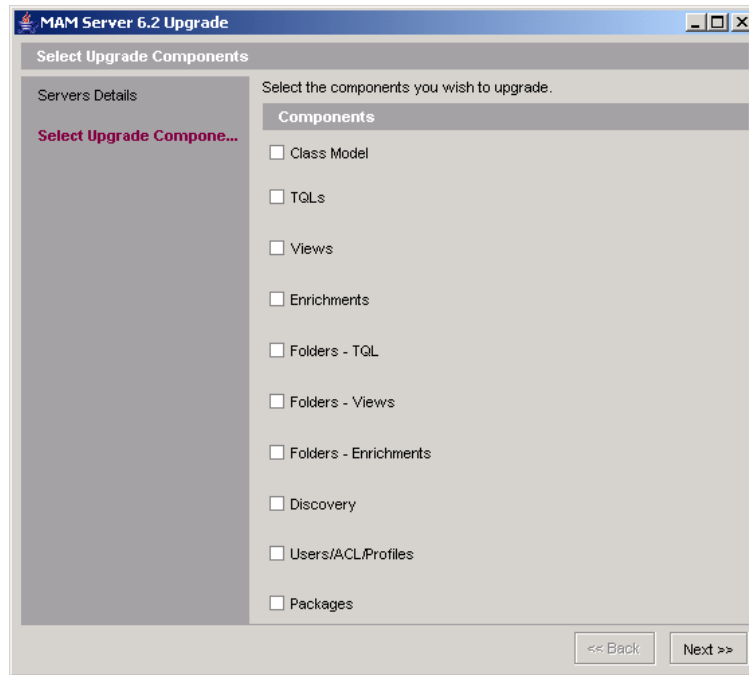 MAM Server 6.2 Upgrade
Select Upgrade Components
Servers Details
Select Upgrade Compone...
Select the components you wish to upgrade.
Components
Class Model
TQLs
Views
Enrichments
Folders - TQL
Folders - Views
Folders - Enrichments
Discovery
Users/ACL/Profiles
Packages
<< Back
Next >>